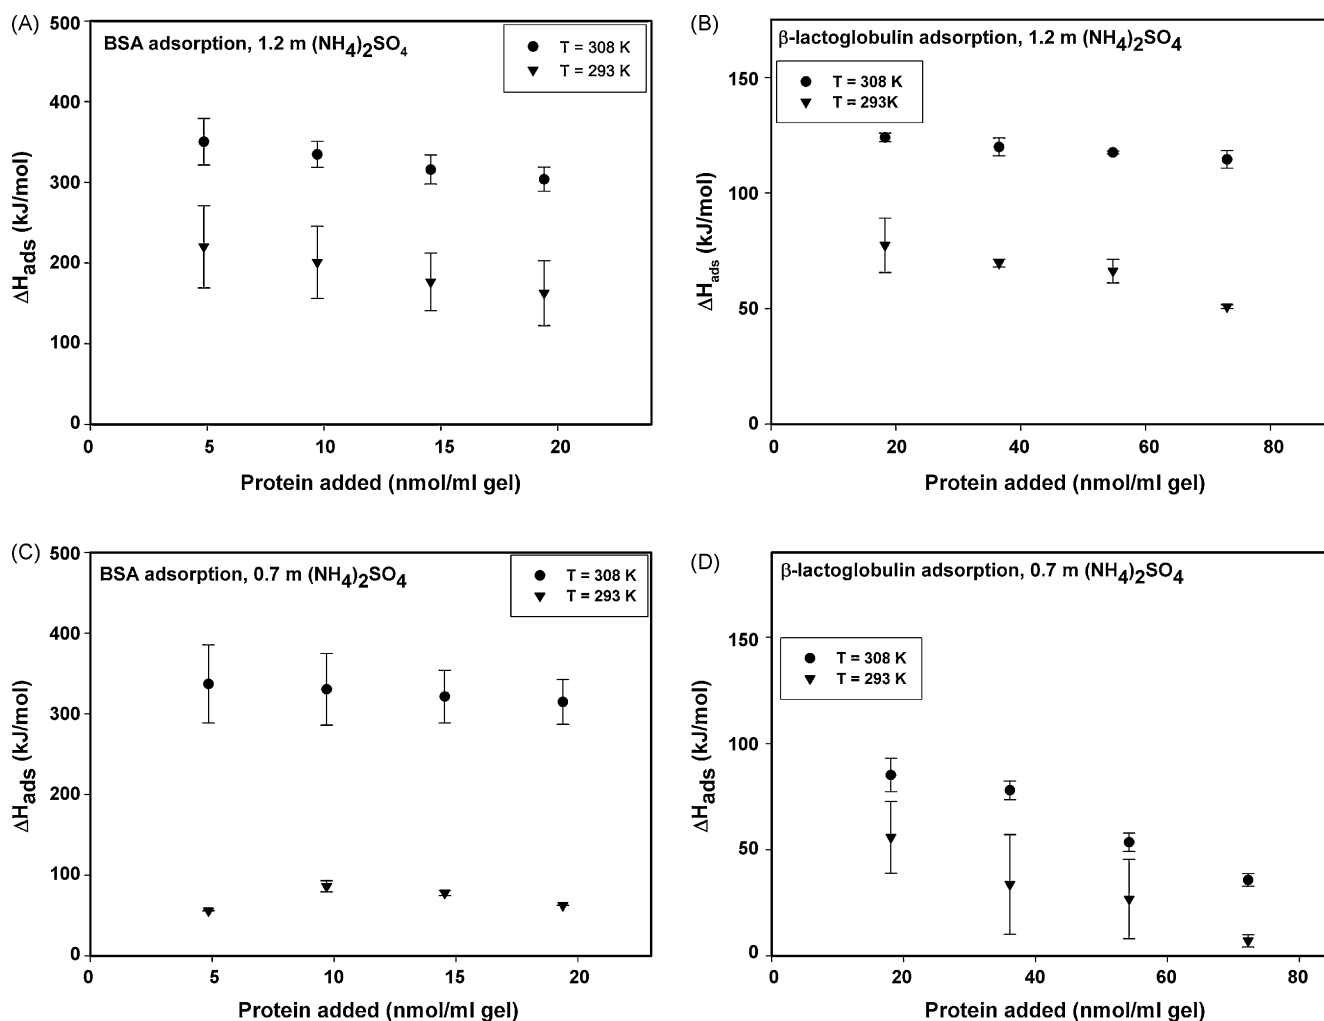 (A)
BSA adsorption, 1.2 m (NH4)2SO4
T = 308 K
T = 293 K
500
400
300
200
100
0
ΔHads (kJ/mol)
0 5 10 15 20
Protein added (nmol/ml gel)
(B)
β-lactoglobulin adsorption, 1.2 m (NH4)2SO4
T = 308 K
T = 293K
150
100
50
0
ΔHads (kJ/mol)
0 20 40 60 80
Protein added (nmol/ml gel)
(C)
BSA adsorption, 0.7 m (NH4)2SO4
T = 308 K
T = 293 K
500
400
300
200
100
0
ΔHads (kJ/mol)
0 5 10 15 20
Protein added (nmol/ml gel)
(D)
β-lactoglobulin adsorption, 0.7 m (NH4)2SO4
T = 308 K
T = 293 K
150
100
50
0
ΔHads (kJ/mol)
0 20 40 60 80
Protein added (nmol/ml gel)